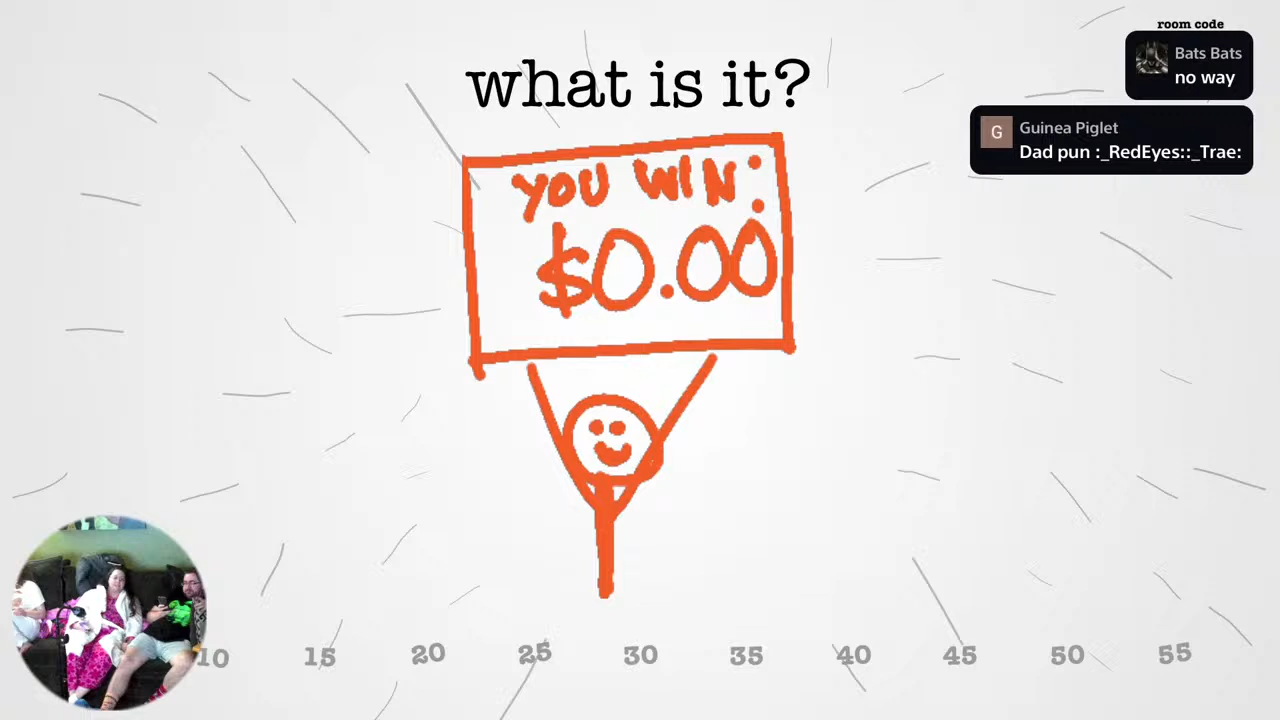 room code
Bats Bats
no way
what is it?
G
Guinea Piglet
Dad pun :_RedEyes::_Trae:
YOU WIN:
$0.00
10 15 20 25 30 35 40 45 50 55